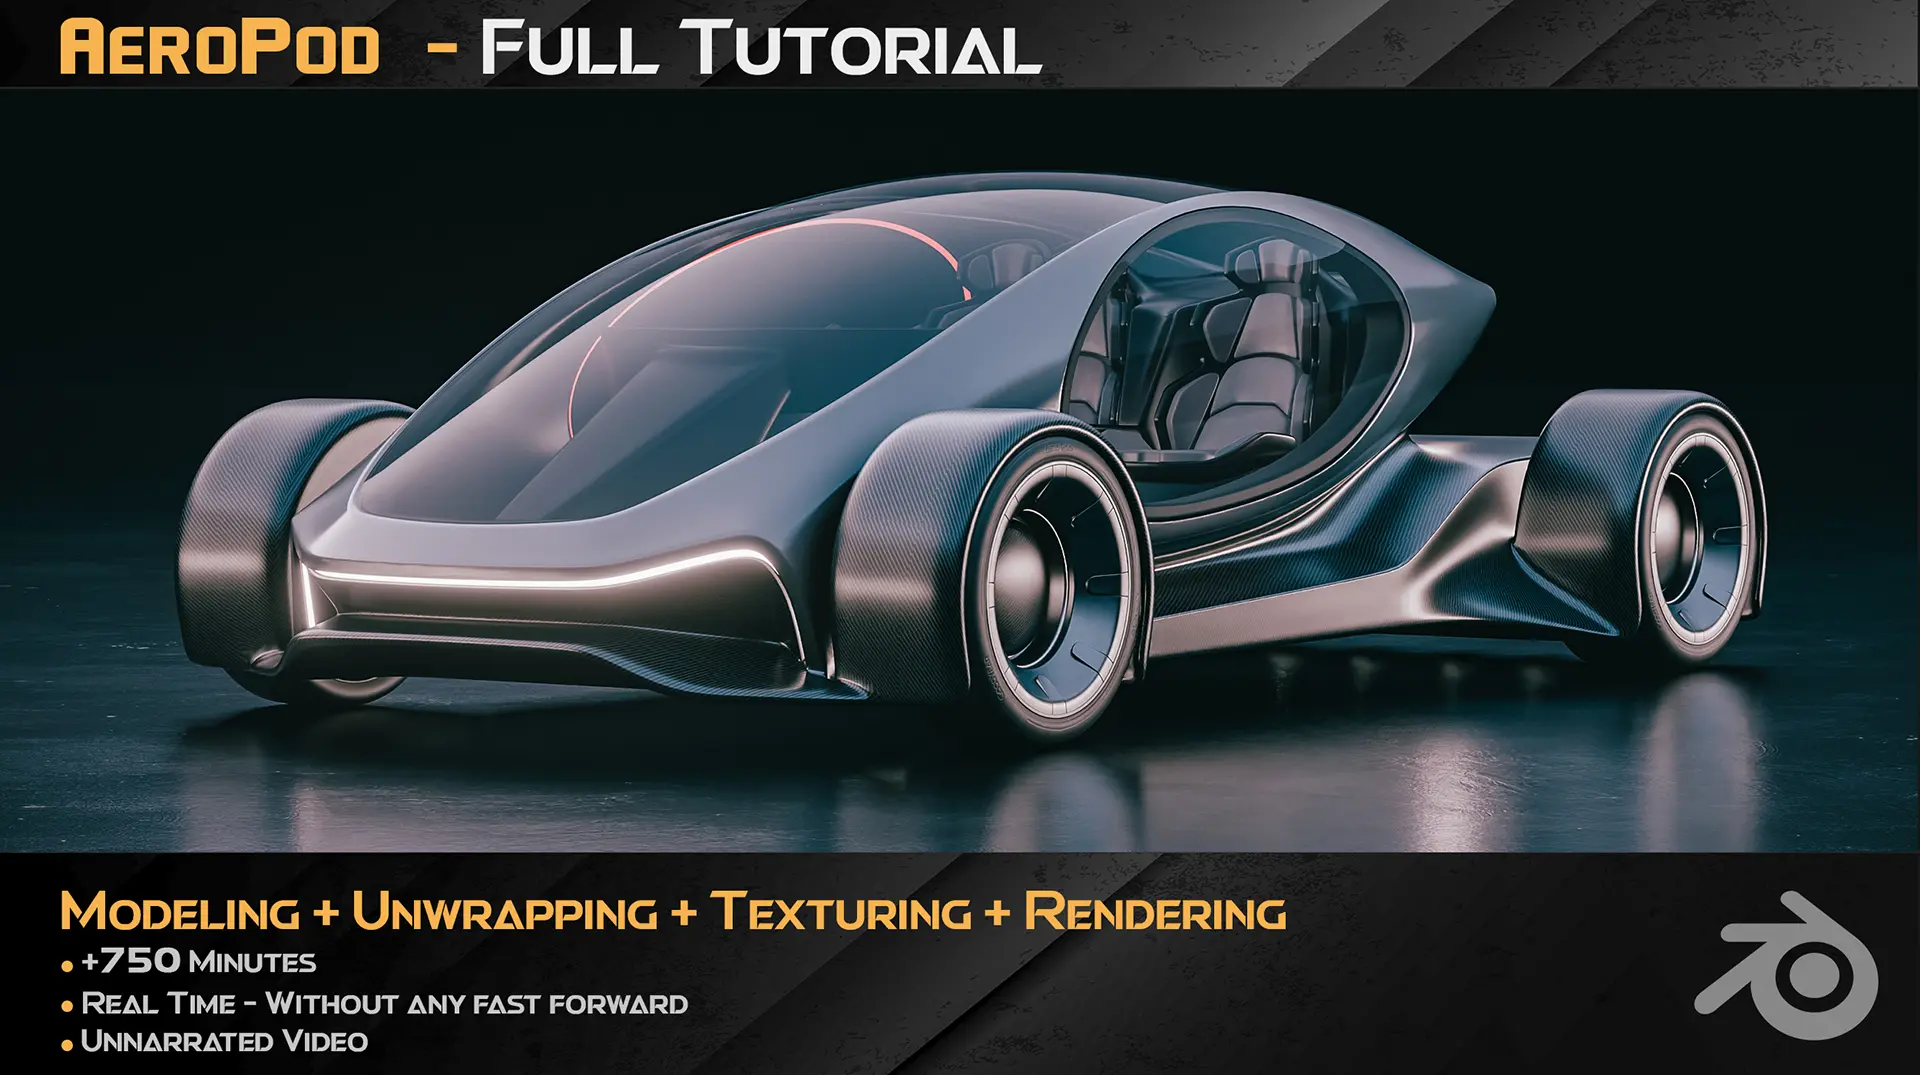 AeroPod - Full Tutorial
Modeling + Unwrapping + Texturing + Rendering
• +750 Minutes
• Real Time - Without any fast forward
• Unnarrated Video